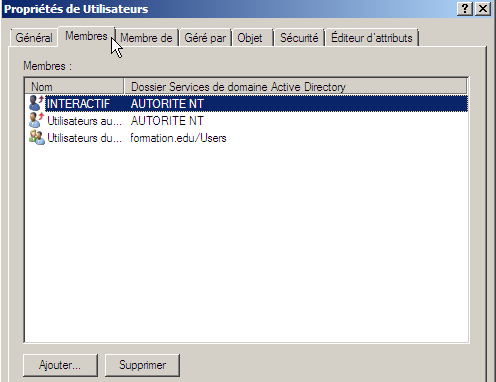 Propriétés de Utilisateurs
Général Membres Membre de Géré par Objet Sécurité Éditeur d'attributs
Membres :
Nom Dossier Services de domaine Active Directory
INTERACTIF AUTORITE NT
Utilisateurs au... AUTORITE NT
Utilisateurs du... formation.edu/Users
Ajouter... Supprimer